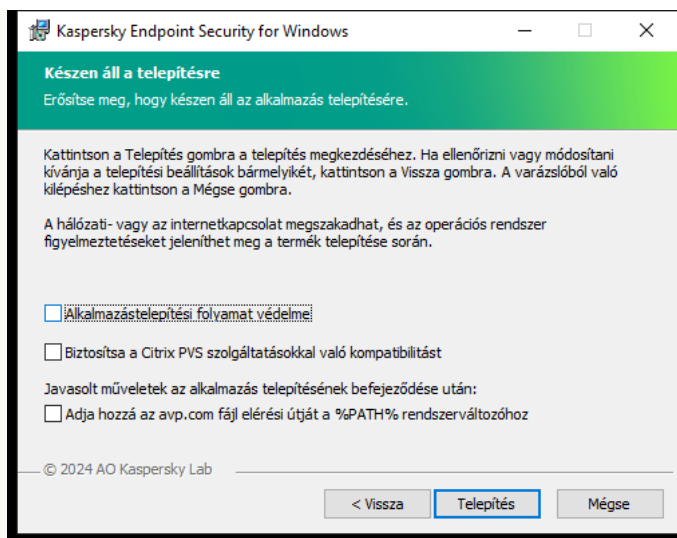 Kaspersky Endpoint Security for Windows
Készen áll a telepítésre
Erősítse meg, hogy készen áll az alkalmazás telepítésére.
Kattintson a Telepítés gombra a telepítés megkezdéséhez. Ha ellenőrizni vagy módosítani
kívánja a telepítési beállítások bármelyikét, kattintson a Vissza gombra. A varázslóból való
kilépéshez kattintson a Mégse gombra.
A hálózati- vagy az internetkapcsolat megszakadhat, és az operációs rendszer
figyelmeztetéseket jeleníthet meg a termék telepítése során.
Alkalmazástelepítési folyamat védelme
Biztosítsa a Citrix PVS szolgáltatásokkal való kompatibilitást
Javasolt műveletek az alkalmazás telepítésének befejeződése után:
Adja hozzá az avp.com fájl elérési útját a %PATH% rendszerváltozóhoz
© 2024 AO Kaspersky Lab
< Vissza Telepítés Mégse